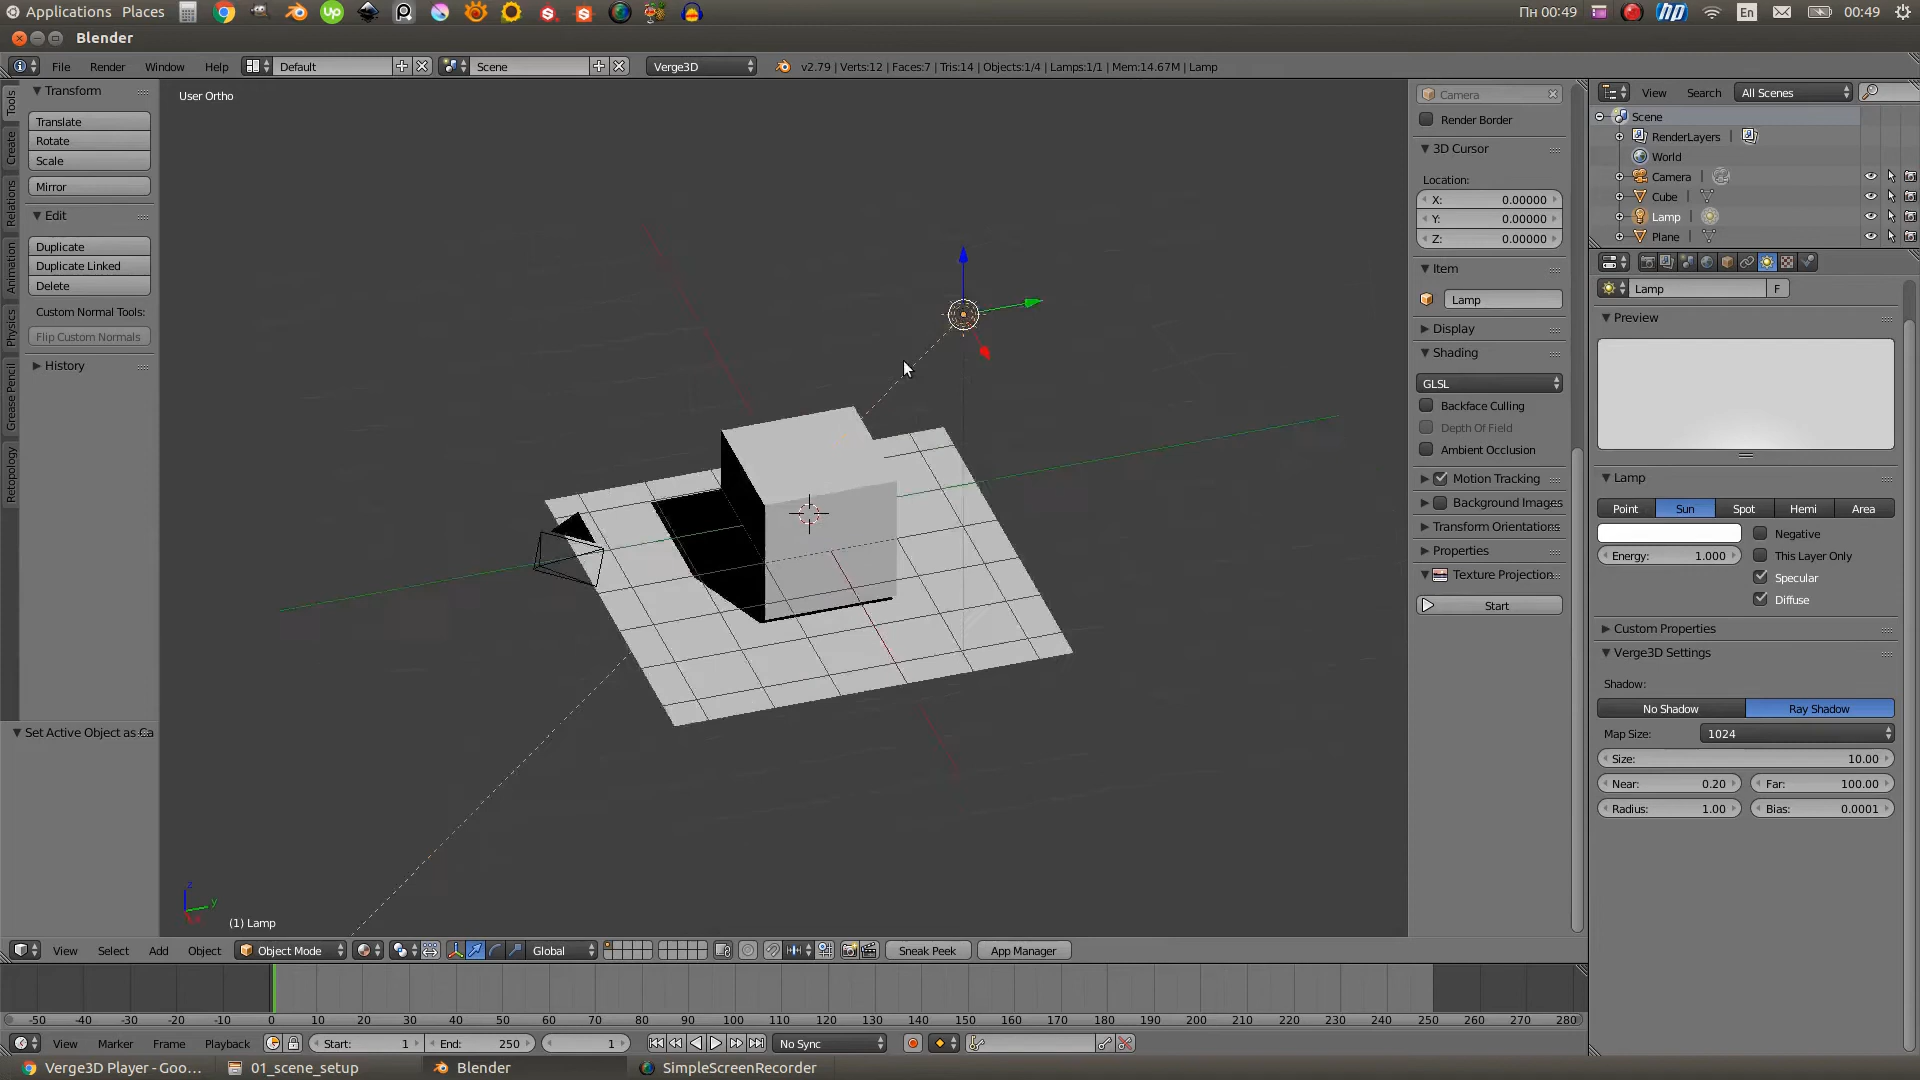 Applications Places Пн 00:49 En 00:49
Blender
File Render Window Help Default Scene Verge3D v2.79 | Verts:12 | Faces:7 | Tris:14 | Objects:1/4 | Lamps:1/1 | Mem:14.67M | Lamp
Tools
Create
Relations
Animation
Physics
Grease Pencil
Retopology
Transform
Translate
Rotate
Scale
Mirror
Edit
Duplicate
Duplicate Linked
Delete
Custom Normal Tools:
Flip Custom Normals
History
Set Active Object as Ca
User Ortho
z
y
(1) Lamp
Camera
Render Border
3D Cursor
Location:
X: 0.00000
Y: 0.00000
Z: 0.00000
Item
Lamp
Display
Shading
GLSL
Backface Culling
Depth Of Field
Ambient Occlusion
Motion Tracking
Background Images
Transform Orientations
Properties
Texture Projection
Start
View Search All Scenes
Scene
RenderLayers |
World
Camera |
Cube |
Lamp |
Plane |
Lamp F
Preview
Lamp
Point Sun Spot Hemi Area
Negative
Energy: 1.000 This Layer Only
Specular
Diffuse
Custom Properties
Verge3D Settings
Shadow:
No Shadow Ray Shadow
Map Size: 1024
Size: 10.00
Near: 0.20 Far: 100.00
Radius: 1.00 Bias: 0.0001
View Select Add Object Object Mode Global Sneak Peek App Manager
-50 -40 -30 -20 -10 0 10 20 30 40 50 60 70 80 90 100 110 120 130 140 150 160 170 180 190 200 210 220 230 240 250 260 270 280
View Marker Frame Playback Start: 1 End: 250 1 No Sync
Verge3D Player - Goo... 01_scene_setup Blender SimpleScreenRecorder